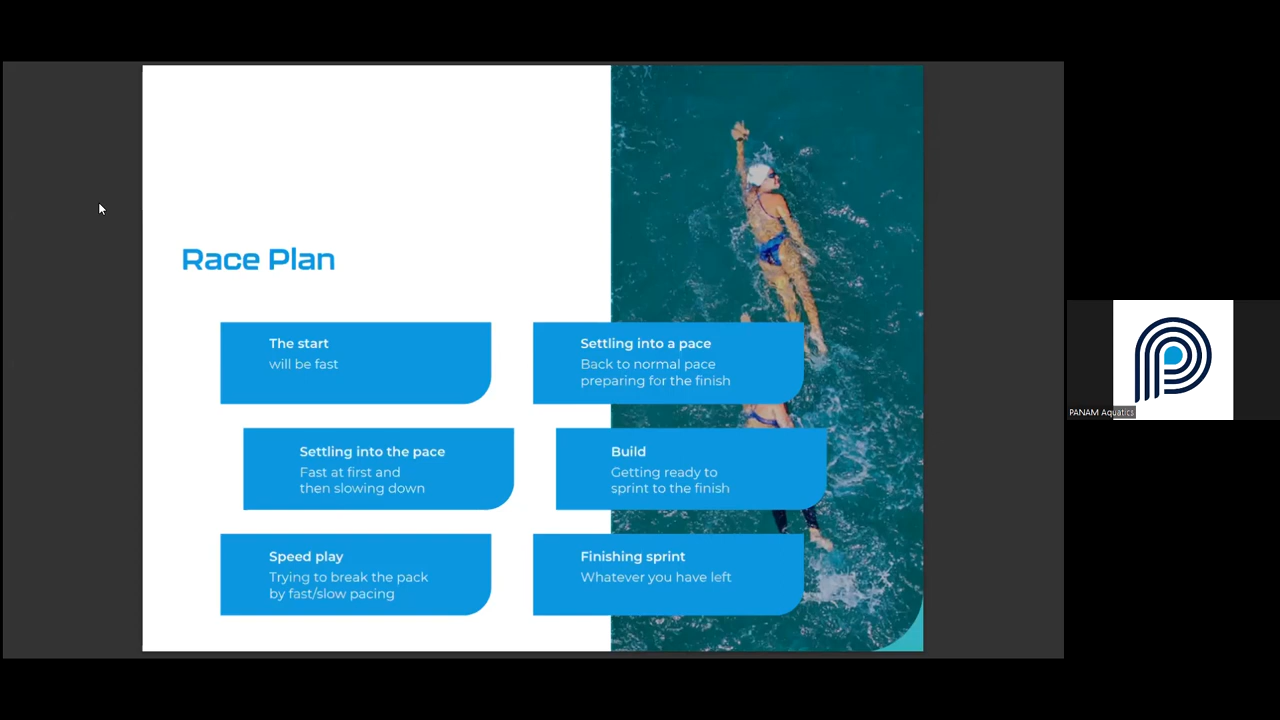 Race Plan
The start
will be fast
Settling into the pace
Fast at first and
then slowing down
Speed play
Trying to break the pack
by fast/slow pacing
Settling into a pace
Back to normal pace
preparing for the finish
Build
Getting ready to
sprint to the finish
Finishing sprint
Whatever you have left
PANAM Aquatics